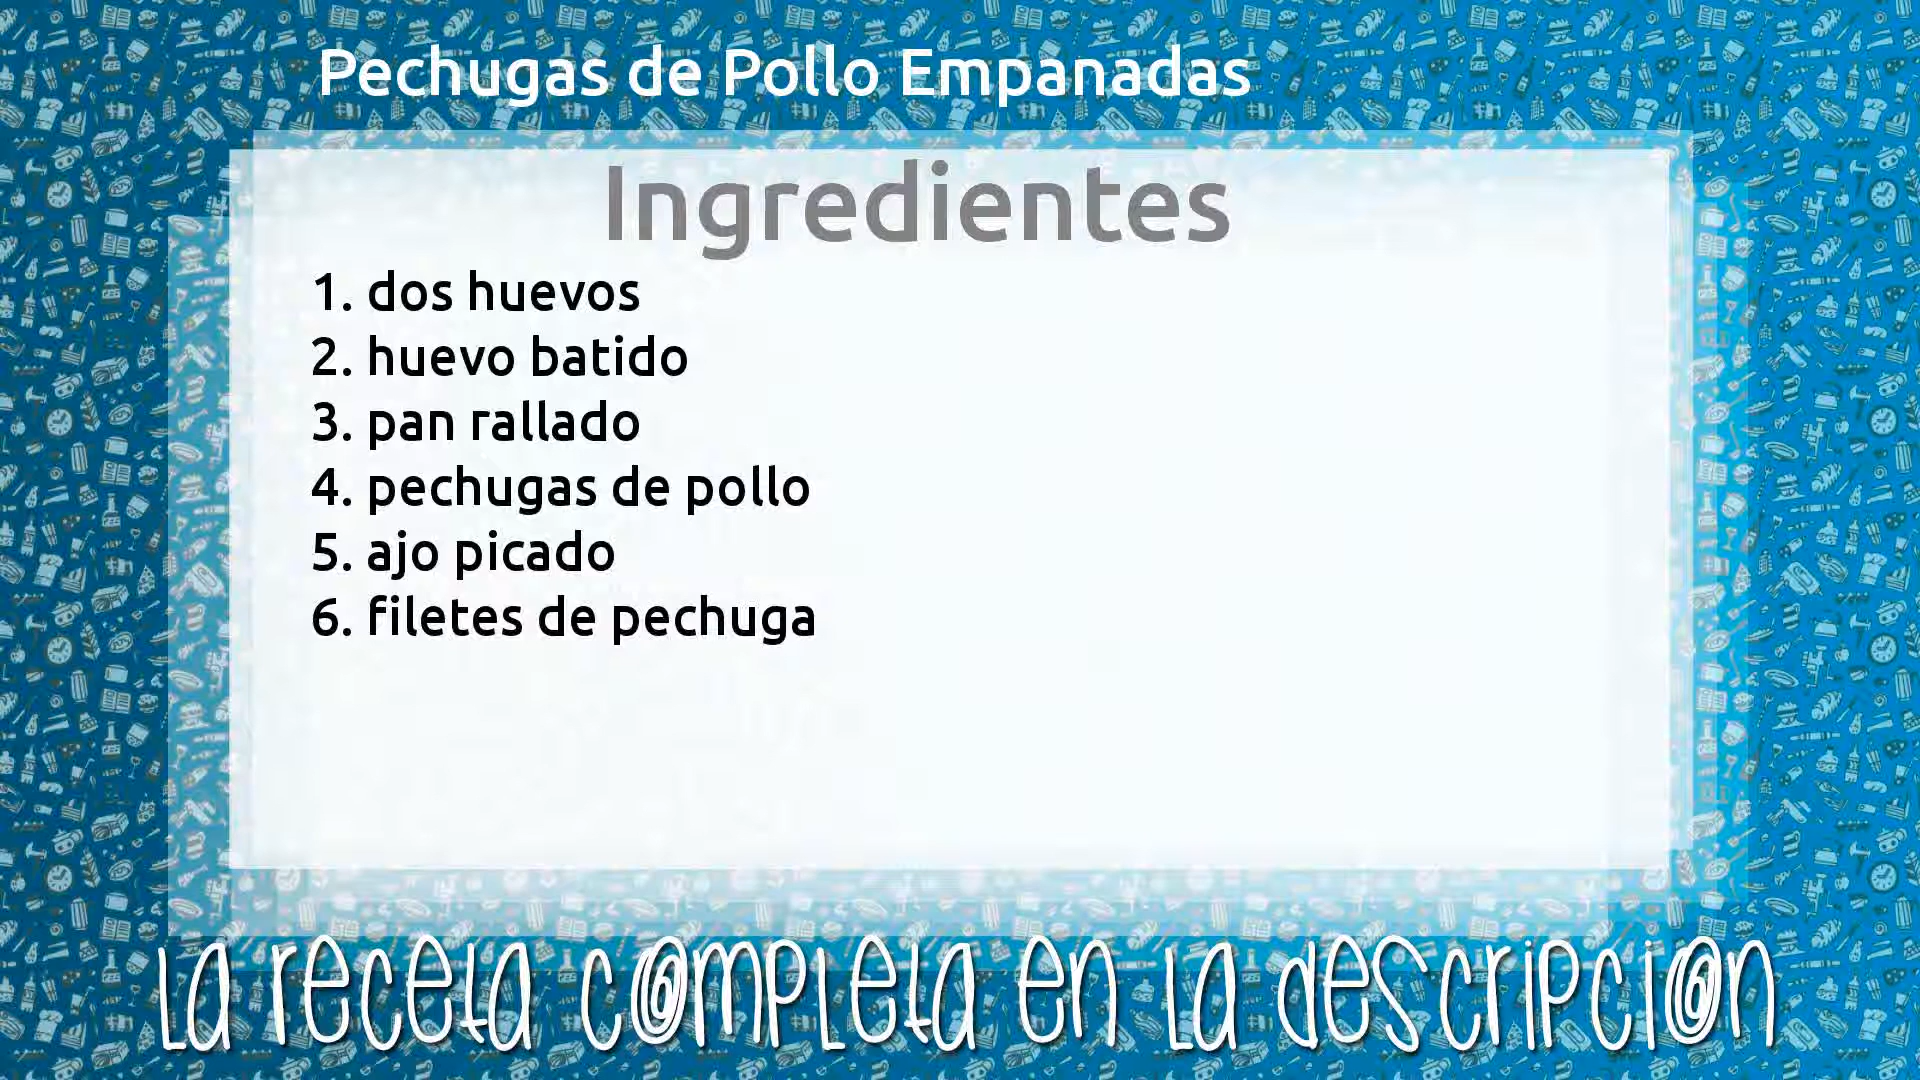 Pechugas de Pollo Empanadas
Ingredientes
1. dos huevos
2. huevo batido
3. pan rallado
4. pechugas de pollo
5. ajo picado
6. filetes de pechuga
La receta completa en la descripcion